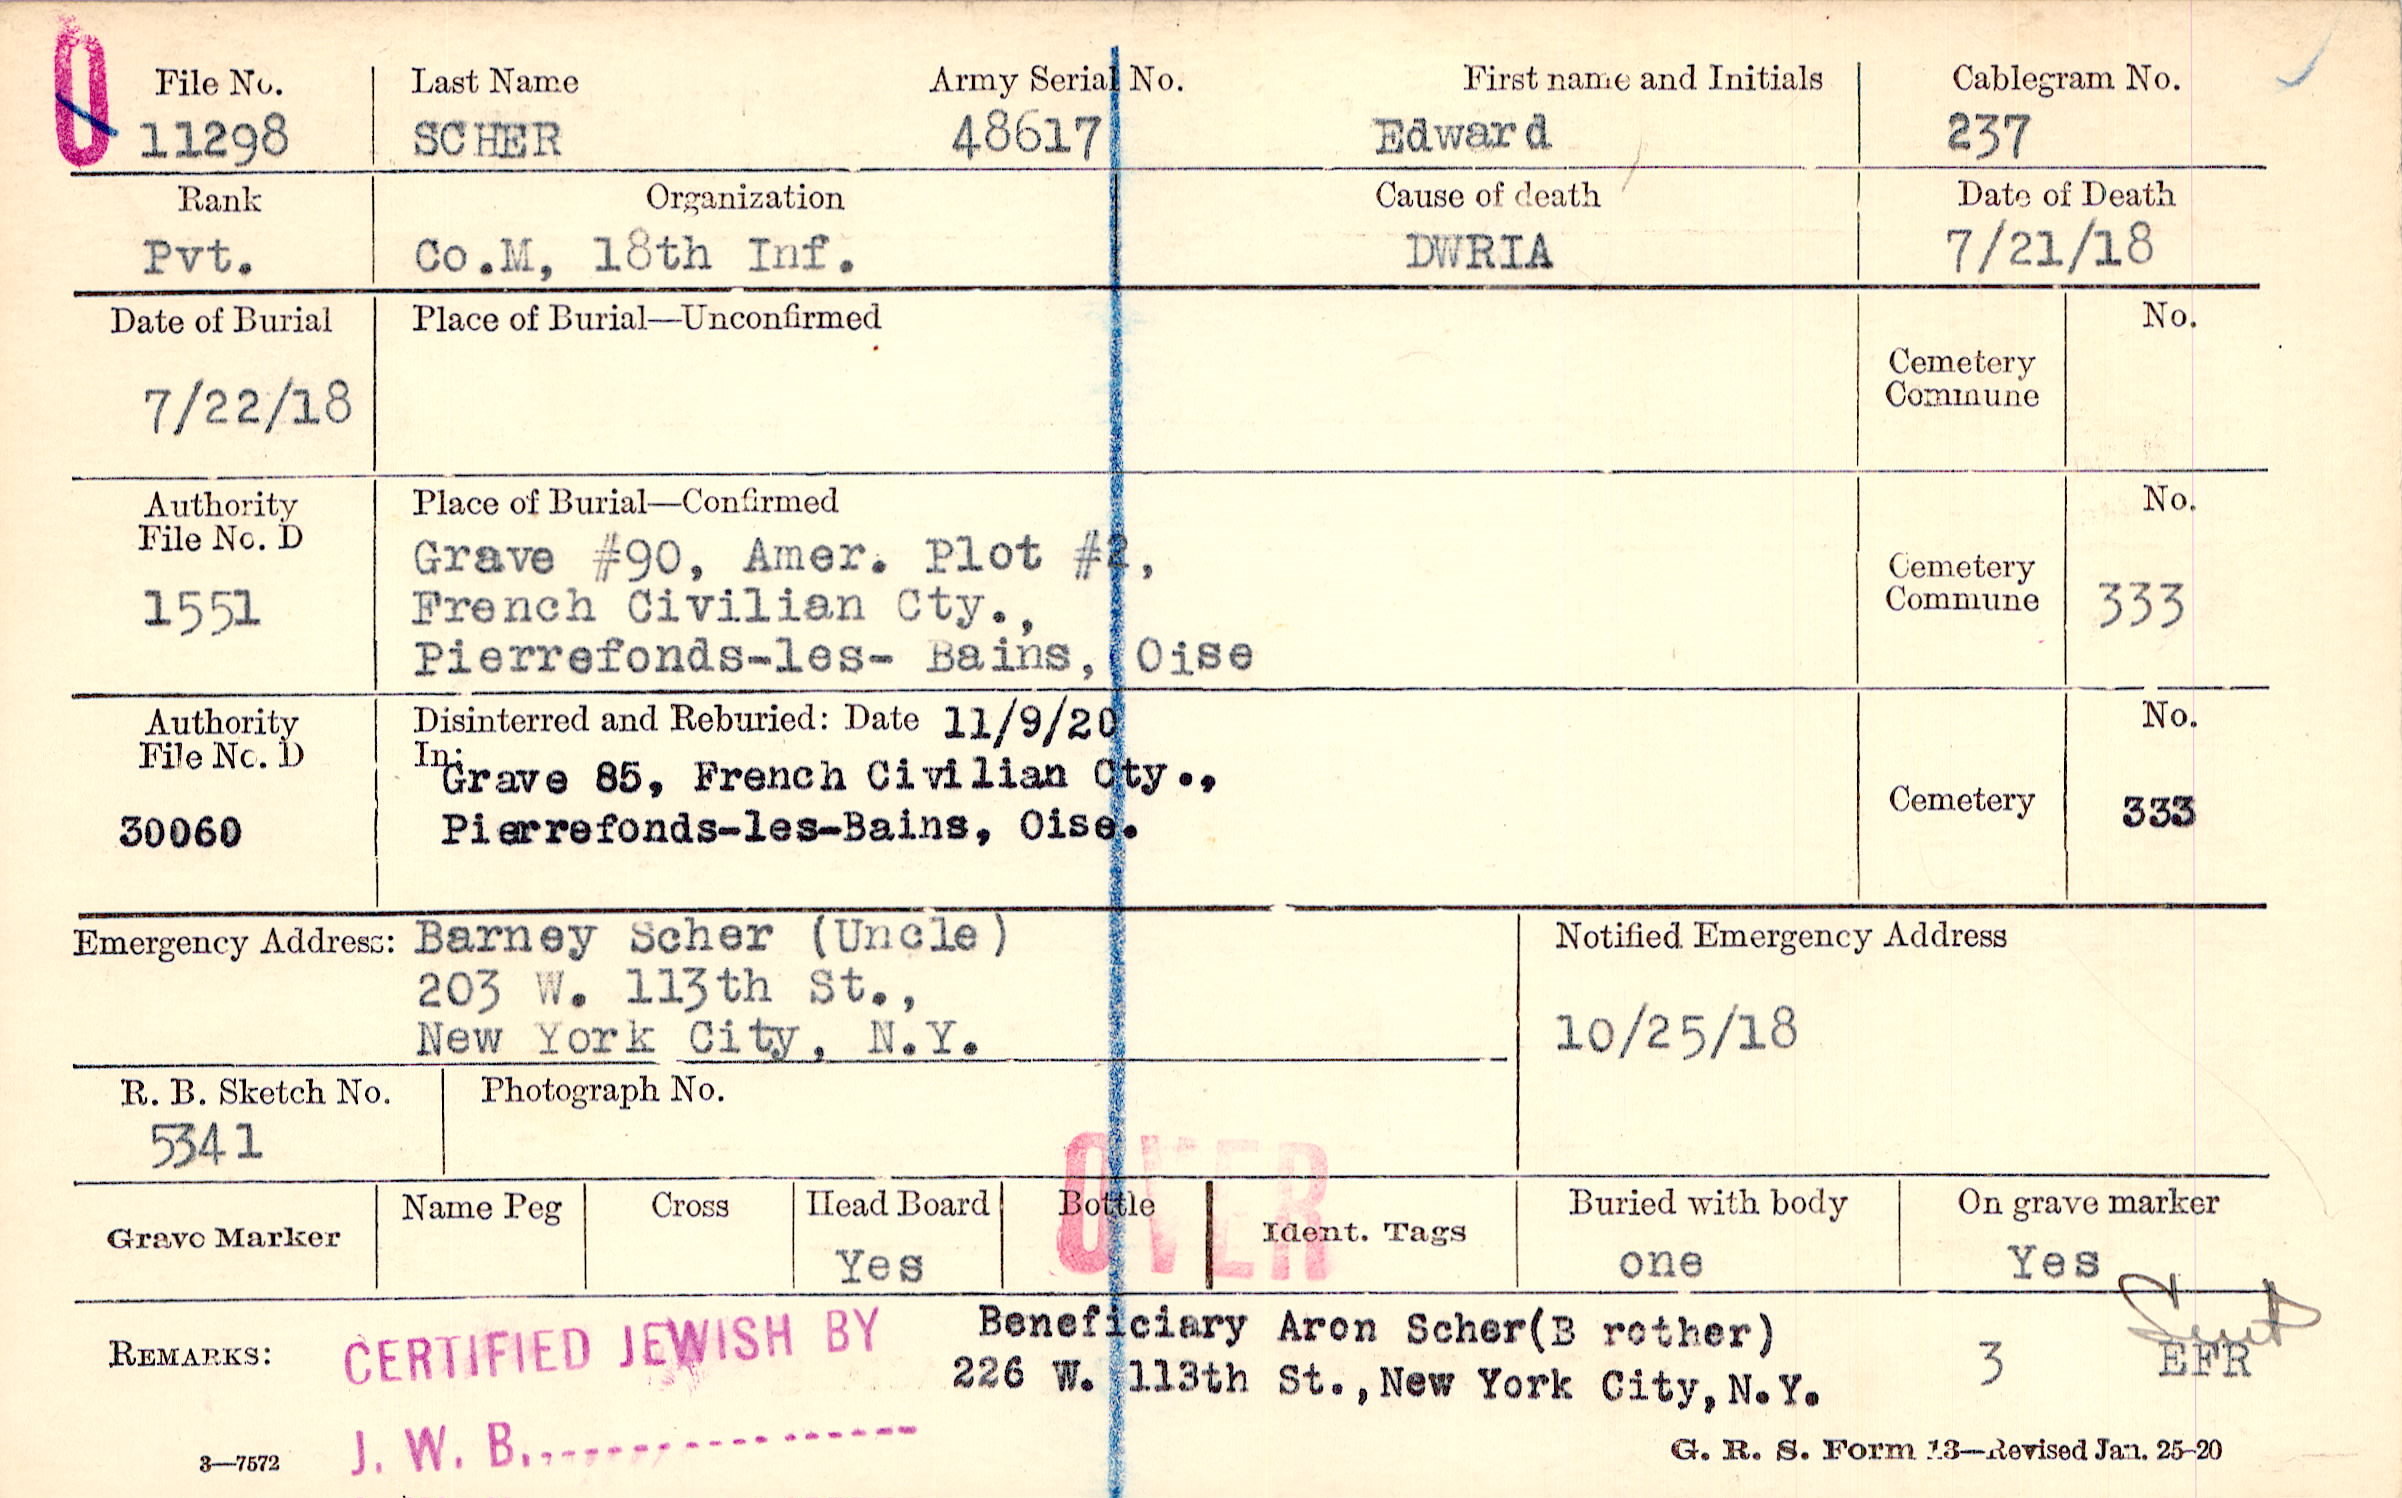 File No. Last Name Army Serial No. First name and Initials Cablegram No.
11298 SCHER 48617 Edward 237
Rank Organization Cause of death Date of Death
Pvt. Co.M, 18th Inf. DWRIA 7/21/18
Date of Burial Place of Burial—Unconfirmed No.
Cemetery
Commune
7/22/18
Authority Place of Burial—Confirmed No.
File No. D
Grave #90, Amer. Plot #2,
1551 French Civilian Cty., Cemetery
Commune 333
Pierrefonds-les- Bains, Oise
Authority Disinterred and Reburied: Date 11/9/20 No.
File No. D In:
Grave 85, French Civilian Cty.,
30060 Pierrefonds-les-Bains, Oise. Cemetery 333
Emergency Address: Barney Scher (Uncle) Notified Emergency Address
203 W. 113th St.,
New York City, N.Y. 10/25/18
R. B. Sketch No. Photograph No.
5341
OVER
Grave Marker Name Peg Cross Head Board Bottle Ident. Tags Buried with body On grave marker
Yes one Yes
Sent
REMARKS: CERTIFIED JEWISH BY Beneficiary Aron Scher(B rother)
226 W. 113th St.,New York City,N.Y. 3 EFR
J. W. B.
3—7572 G. R. S. Form 13—Revised Jan. 25-20